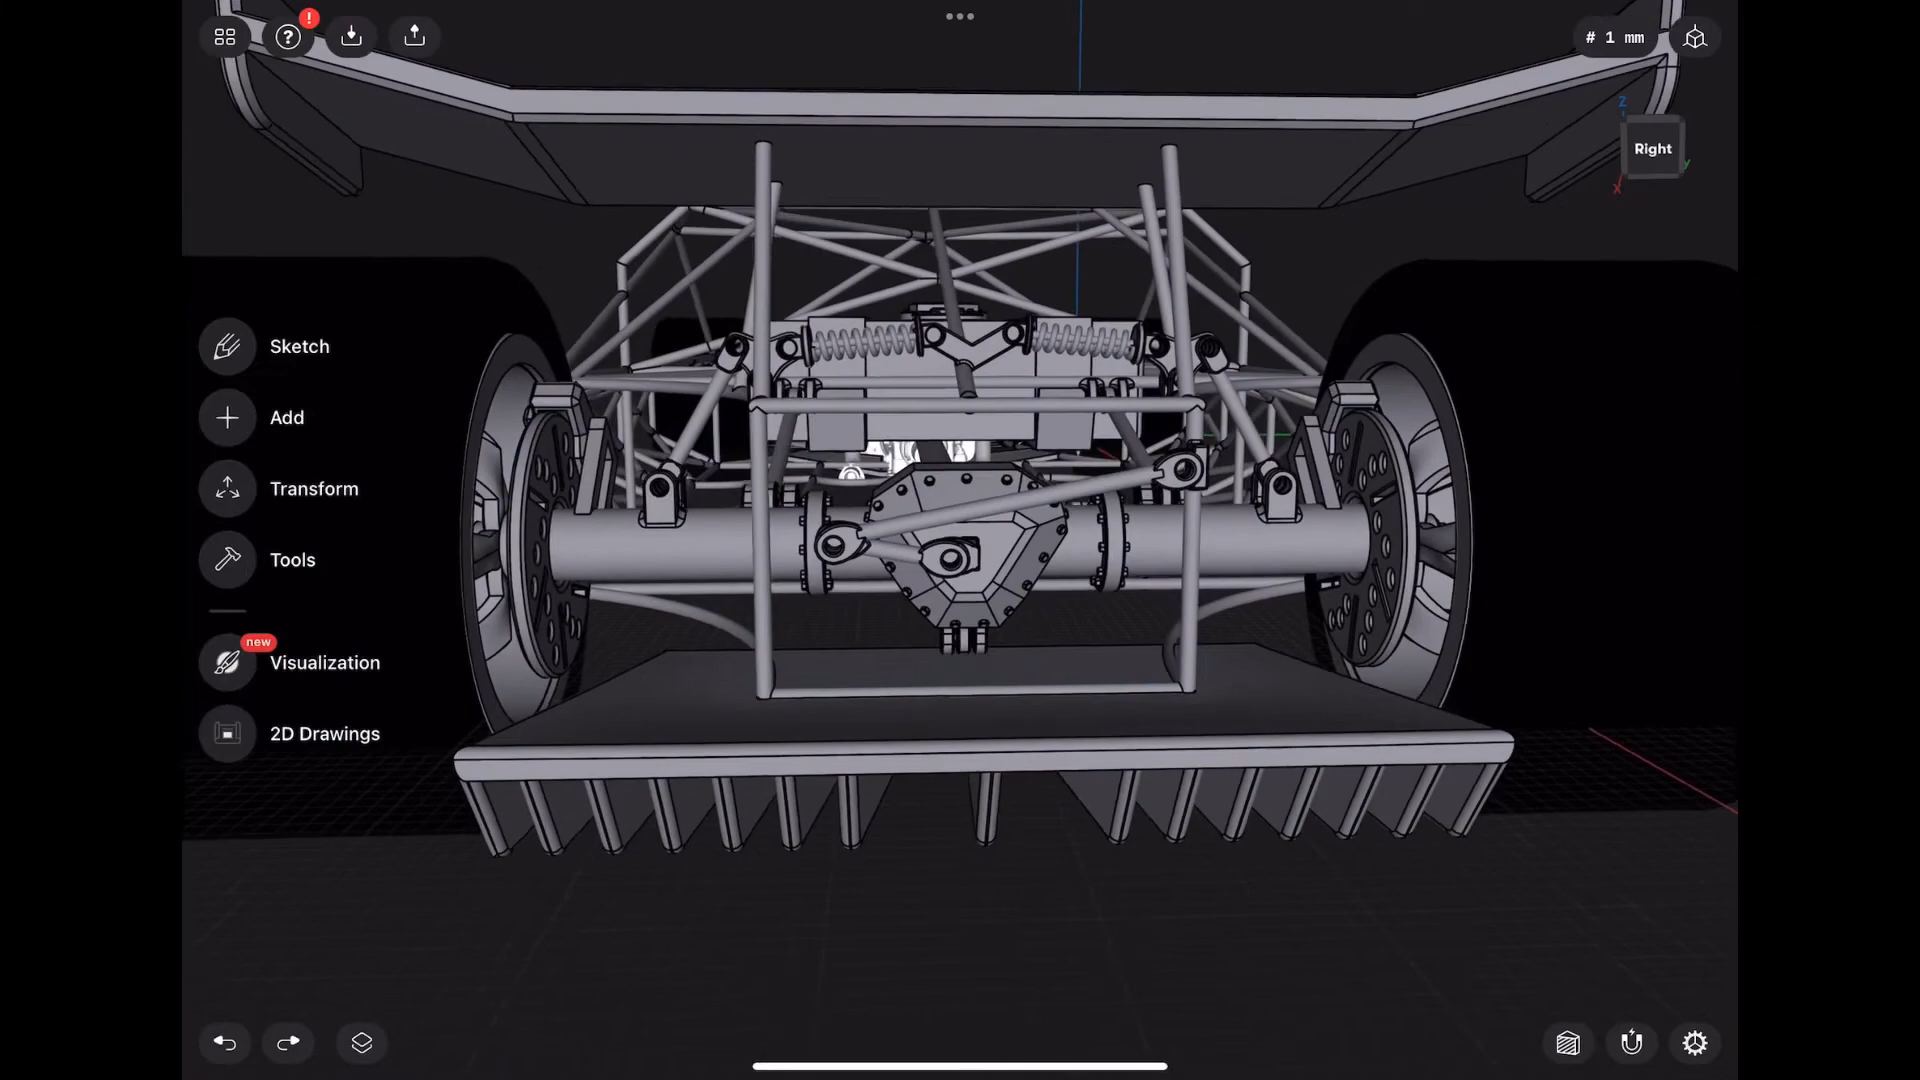 !
?
# 1 mm
Z
Right
y
X
Sketch
Add
Transform
Tools
new
Visualization
2D Drawings